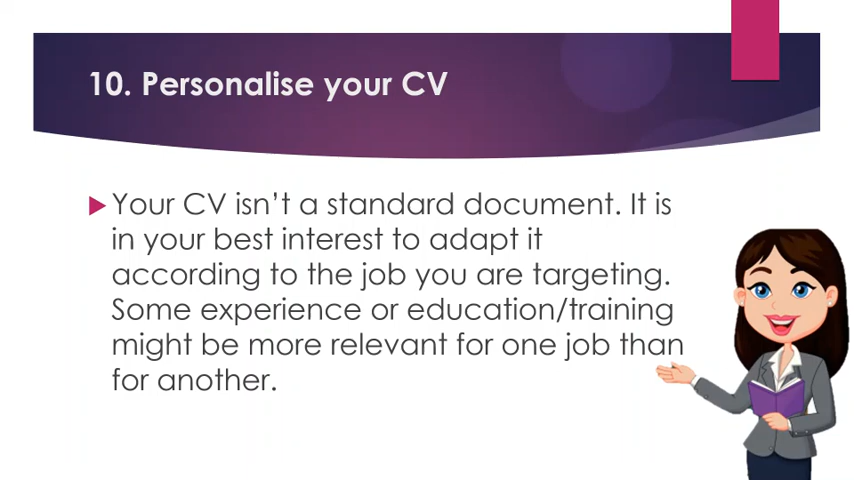 10. Personalise your CV
Your CV isn't a standard document. It is
in your best interest to adapt it
according to the job you are targeting.
Some experience or education/training
might be more relevant for one job than
for another.